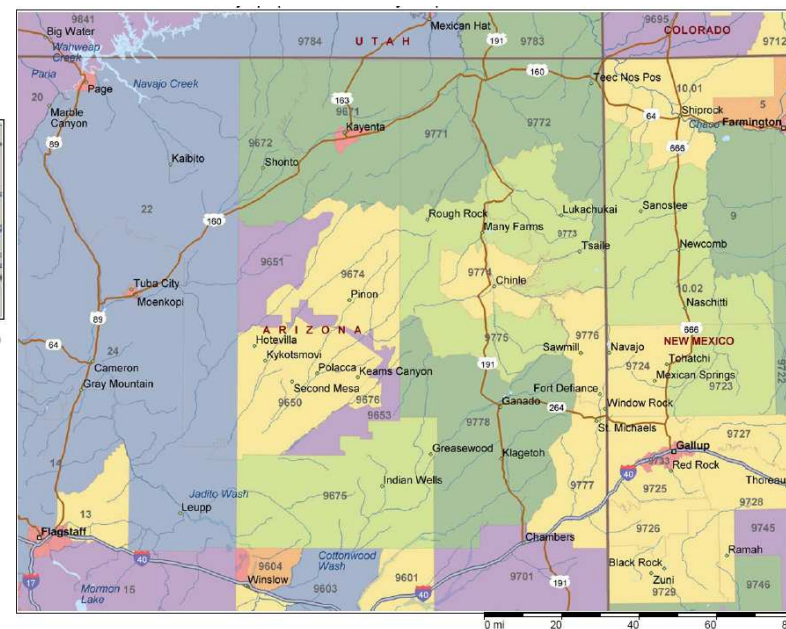 9841
Big Water
Wahweap
Creek
Paria
Page
Navajo Creek
20
Marble
Canyon
89
Kaibito
22
160
Tuba City
Moenkopi
89
64
24
Cameron
Gray Mountain
14
13
Jadito Wash
Leupp
Flagstaff
40
17
Mormon
Lake
15
9784
UTAH
Mexican Hat
191
9783
9695
COLORADO
9712
163
9671
Kayenta
9672
Shonto
9771
160
9772
Teec Nos Pos
10.01
64
Shiprock
5
Chaco
Farmington
666
Rough Rock
Lukachukai
Many Farms
9773
Tsaile
Sanostee
9
Newcomb
9651
9674
Pinon
9774
Chinle
10.02
Naschitti
ARIZONA
Hotevilla
Kykotsmovi
Polacca
Keams Canyon
Second Mesa
9650
9676
9653
9775
191
Sawmill
9776
Navajo
666
NEW MEXICO
Tohatchi
9724
Mexican Springs
9723
9722
Fort Defiance
Ganado
264
Window Rock
St. Michaels
9778
Greasewood
Klagetoh
9727
Gallup
9733
Red Rock
40
9725
Thoreau
9728
Indian Wells
9675
9777
9726
9745
Chambers
Ramah
Black Rock
Zuni
9729
9746
9604
Winslow
Cottonwood
Wash
9603
9601
40
9701
191
0 mi
20
40
60